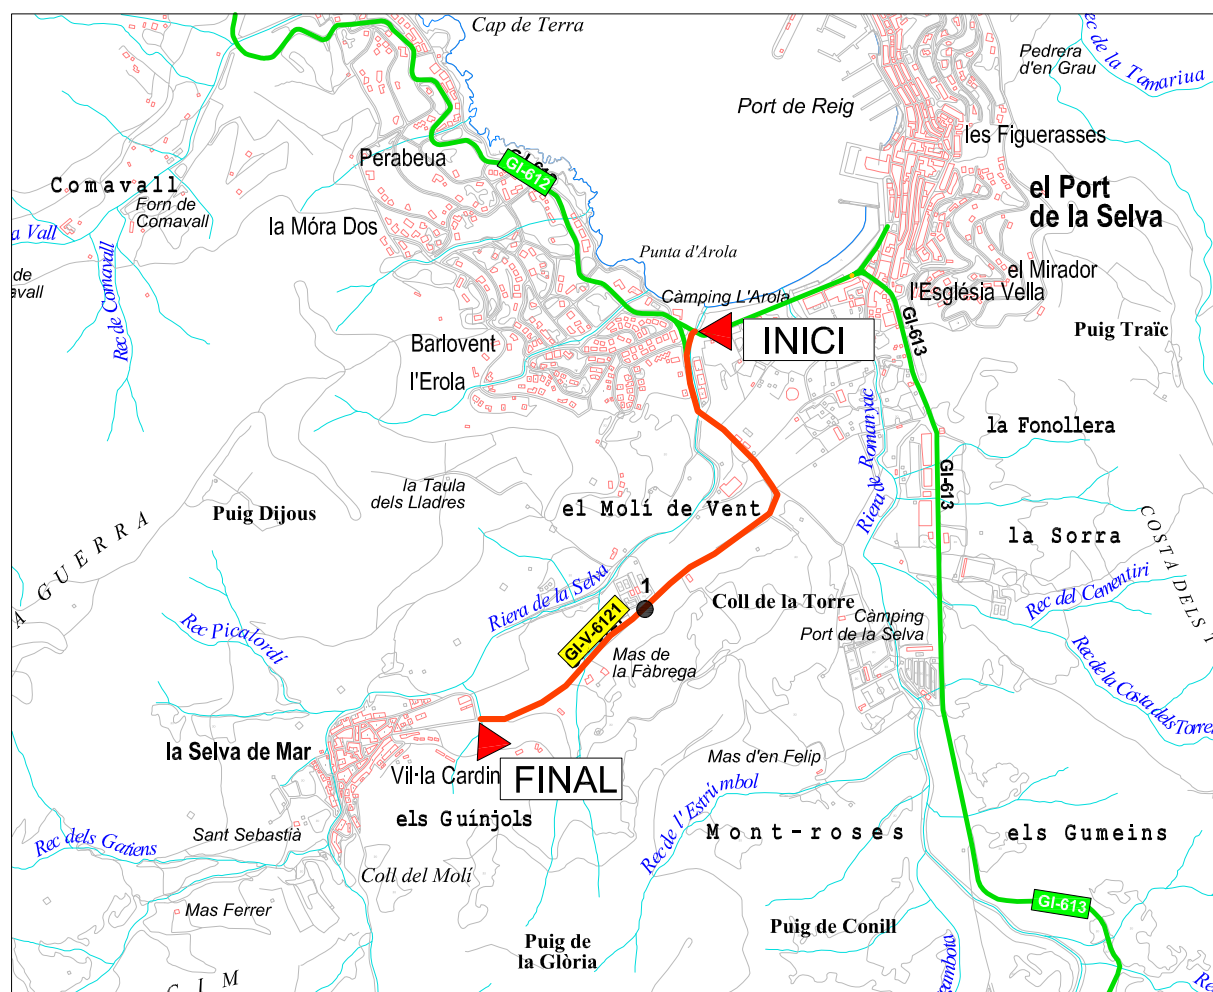 Cap de Terra
Pedrera
d'en Grau
Rec de la Tamariua
Port de Reig
les Figuerasses
Perabeua
GI-612
Comavall
Forn de
Comavall
el Port
de la Selva
la Móra Dos
a Vall
Rec de Comavall
Punta d'Arola
el Mirador
l'Església Vella
de
avall
Càmping L'Arola
GI-613
Puig Traïc
INICI
Barlovent
l'Erola
Riera de Romanyac
la Fonollera
la Taula
dels Lladres
GI-613
el Molí de Vent
Puig Dijous
A GUERRA
la Sorra
COSTA DELS T
Riera de la Selva
1
Rec del Cementiri
Coll de la Torre
Càmping
Port de la Selva
GI-V-6121
Rec Picalordi
Mas de
la Fàbrega
Rec de la Costa dels Torrer
la Selva de Mar
Mas d'en Felip
Vil·la Cardin
FINAL
els Guínjols
Rec de l'Estrúmbol
Mont-roses
els Gumeins
Sant Sebastià
Rec dels Gatiens
Coll del Molí
Mas Ferrer
GI-613
Puig de Conill
Puig de
la Glòria
C I M